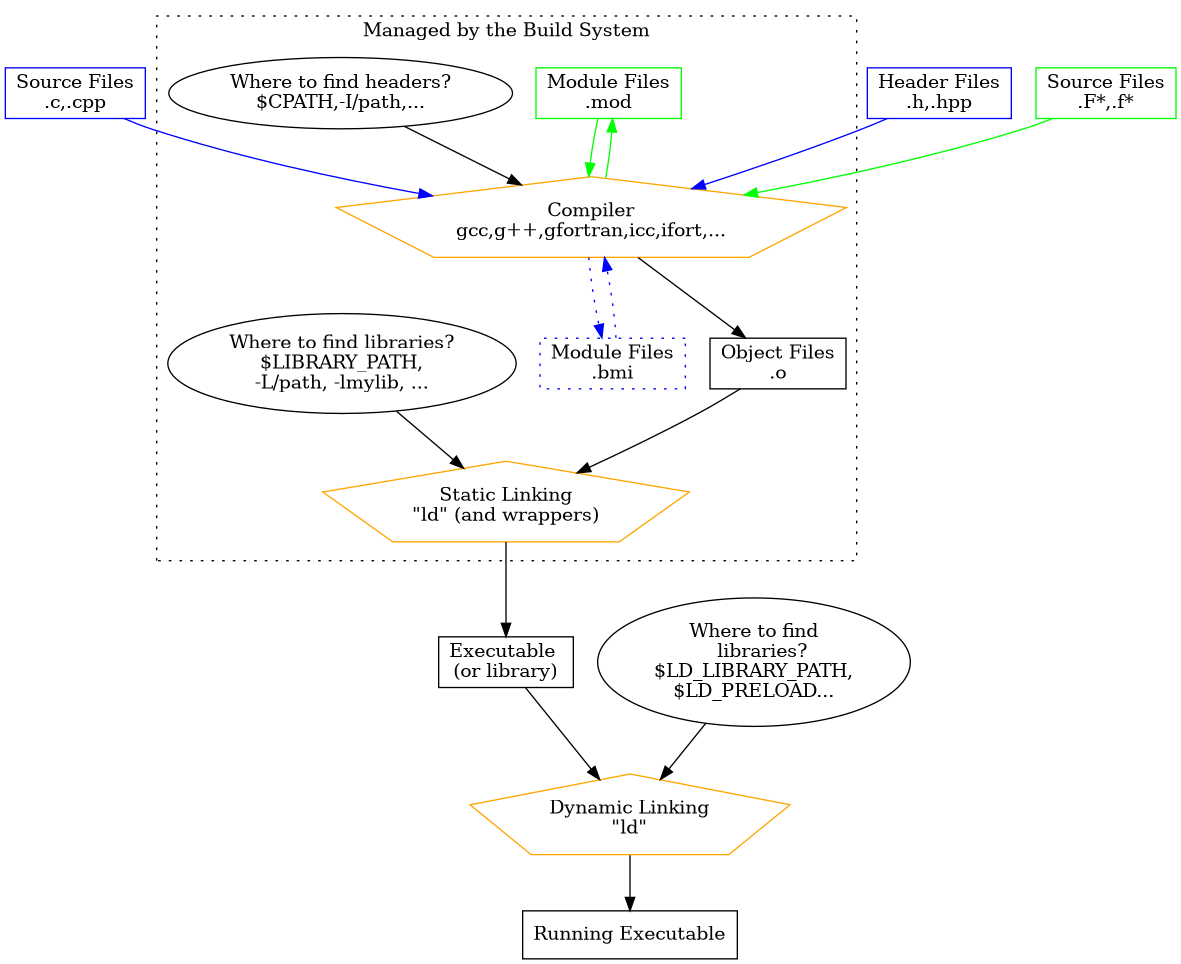 Managed by the Build System
Source Files
.c,.cpp
Where to find headers?
$CPATH,-I/path,...
Module Files
.mod
Header Files
.h,.hpp
Source Files
.F*,.f*
Compiler
gcc,g++,gfortran,icc,ifort,...
Where to find libraries?
$LIBRARY_PATH,
-L/path, -lmylib, ...
Module Files
.bmi
Object Files
.o
Static Linking
"ld" (and wrappers)
Executable
(or library)
Where to find
libraries?
$LD_LIBRARY_PATH,
$LD_PRELOAD...
Dynamic Linking
"ld"
Running Executable